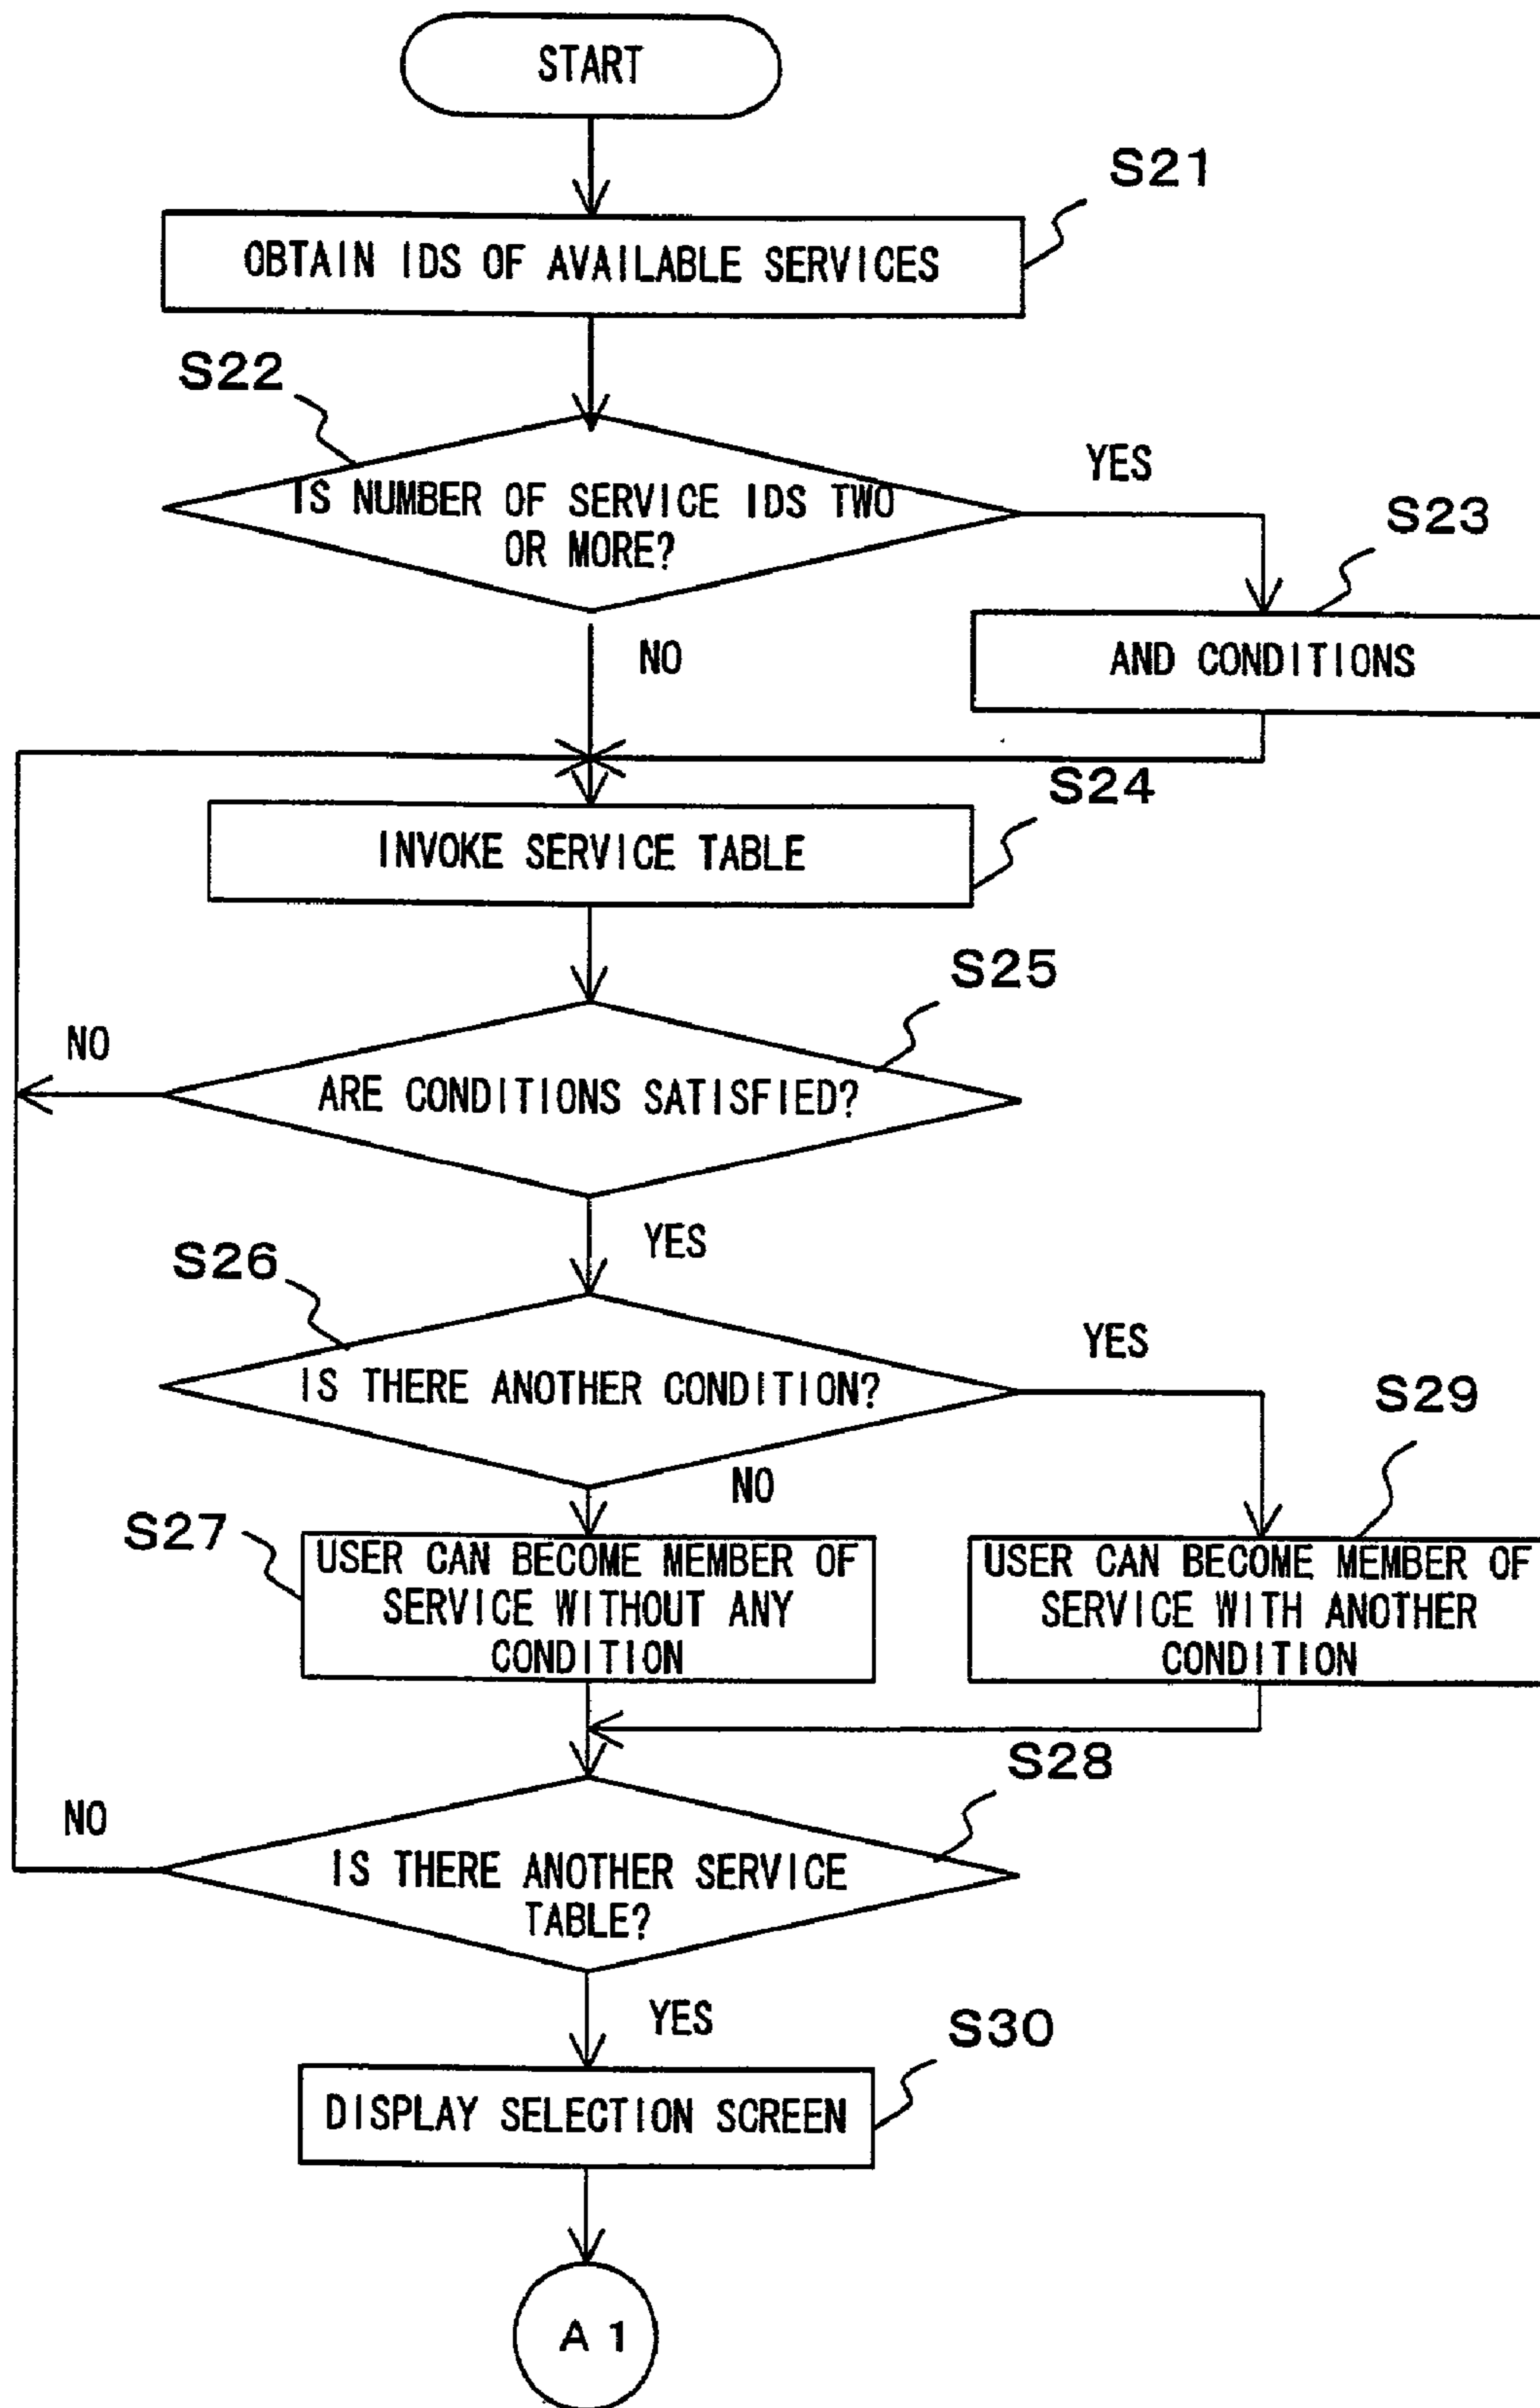 START
S21
OBTAIN IDS OF AVAILABLE SERVICES
S22
IS NUMBER OF SERVICE IDS TWO
OR MORE?
YES
S23
AND CONDITIONS
NO
S24
INVOKE SERVICE TABLE
S25
NO
ARE CONDITIONS SATISFIED?
YES
S26
IS THERE ANOTHER CONDITION?
YES
S29
NO
S27
USER CAN BECOME MEMBER OF
SERVICE WITHOUT ANY
CONDITION
USER CAN BECOME MEMBER OF
SERVICE WITH ANOTHER
CONDITION
S28
NO
IS THERE ANOTHER SERVICE
TABLE?
YES
S30
DISPLAY SELECTION SCREEN
A1